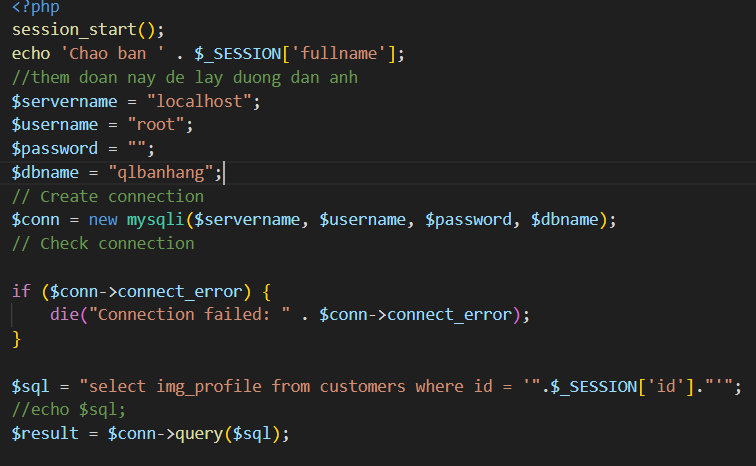 <?php
session_start();
echo 'Chao ban ' . $_SESSION['fullname'];
//them doan nay de lay duong dan anh
$servername = "localhost";
$username = "root";
$password = "";
$dbname = "qlbanhang";
// Create connection
$conn = new mysqli($servername, $username, $password, $dbname);
// Check connection
if ($conn->connect_error) {
    die("Connection failed: " . $conn->connect_error);
}
$sql = "select img_profile from customers where id = '".$_SESSION['id']."'";
//echo $sql;
$result = $conn->query($sql);